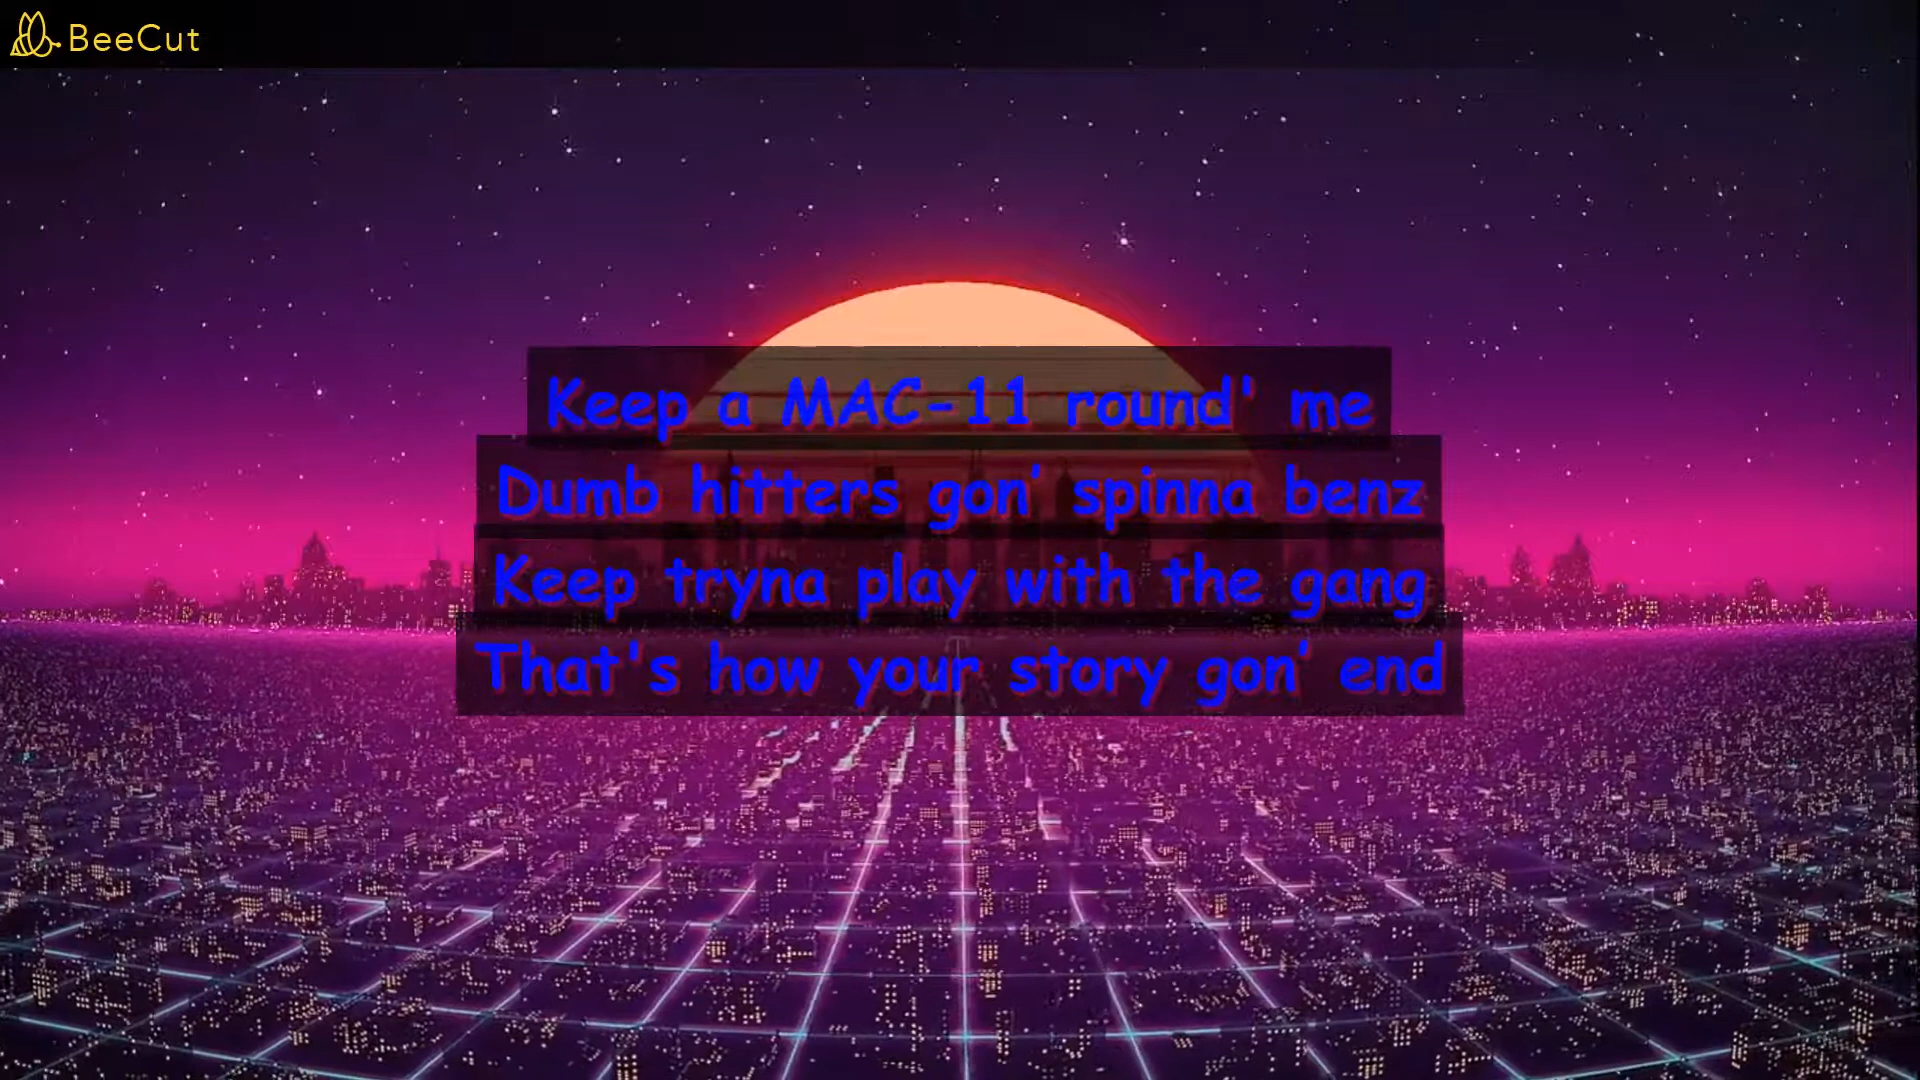 BeeCut
Keep a MAC-11 round' me
Dumb hitters gon' spinna benz
Keep tryna play with the gang
That's how your story gon' end